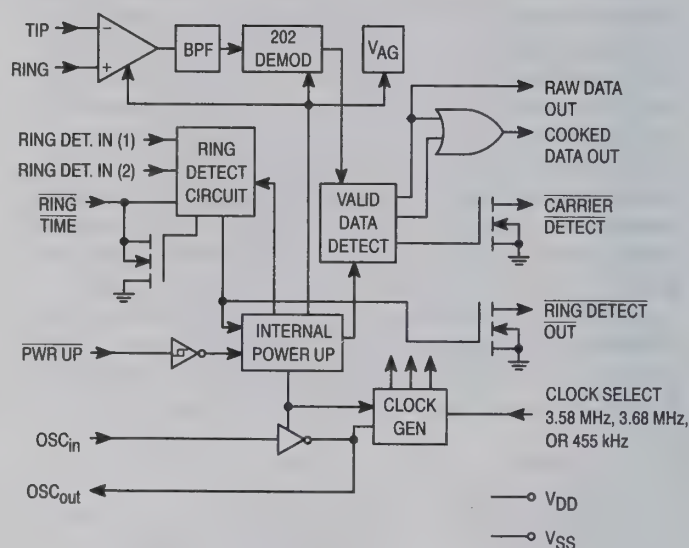 TIP
RING
BPF
202
DEMOD
VAG
RAW DATA
OUT
COOKED
DATA OUT
RING DET. IN (1)
RING DET. IN (2)
RING
TIME
RING
DETECT
CIRCUIT
VALID
DATA
DETECT
CARRIER
DETECT
RING DETECT
OUT
PWR UP
INTERNAL
POWER UP
CLOCK
GEN
CLOCK SELECT
3.58 MHz, 3.68 MHz,
OR 455 kHz
OSCin
OSCout
VDD
VSS